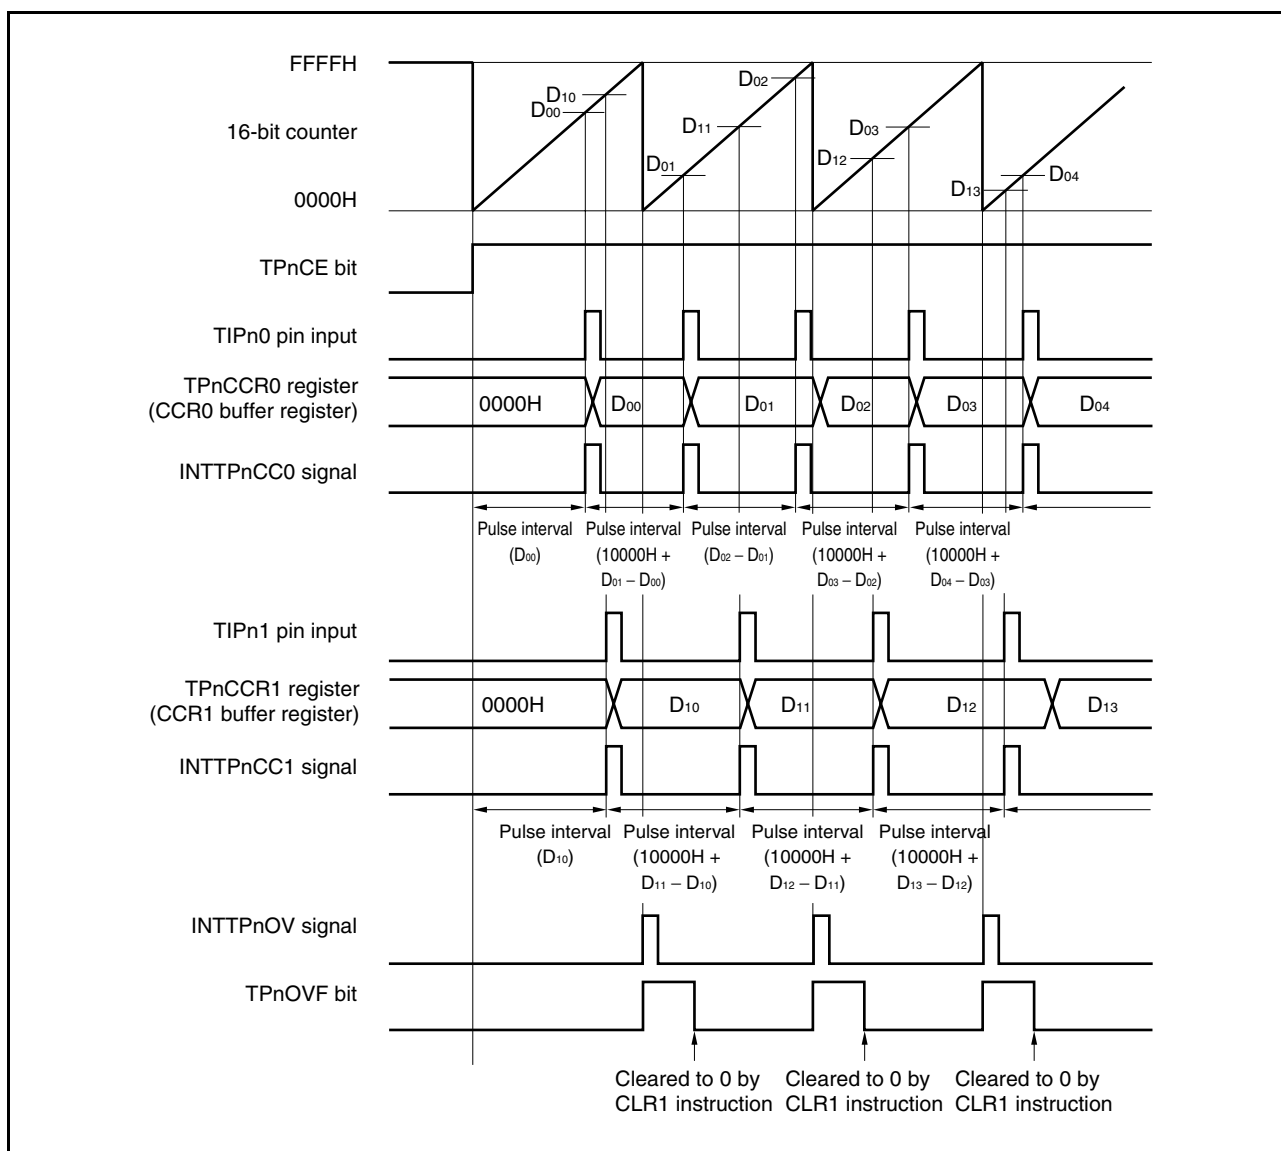 FFFFH
D10
D00
D02
16-bit counter
D11
D03
D12
D01
D04
D13
0000H
TPnCE bit
TIPn0 pin input
TPnCCR0 register
(CCR0 buffer register)
0000H
D00
D01
D02
D03
D04
INTTPnCC0 signal
Pulse interval
(D00)
Pulse interval
(10000H +
D01 – D00)
Pulse interval
(D02 – D01)
Pulse interval
(10000H +
D03 – D02)
Pulse interval
(10000H +
D04 – D03)
TIPn1 pin input
TPnCCR1 register
(CCR1 buffer register)
0000H
D10
D11
D12
D13
INTTPnCC1 signal
Pulse interval
(D10)
Pulse interval
(10000H +
D11 – D10)
Pulse interval
(10000H +
D12 – D11)
Pulse interval
(10000H +
D13 – D12)
INTTPnOV signal
TPnOVF bit
Cleared to 0 by
CLR1 instruction
Cleared to 0 by
CLR1 instruction
Cleared to 0 by
CLR1 instruction